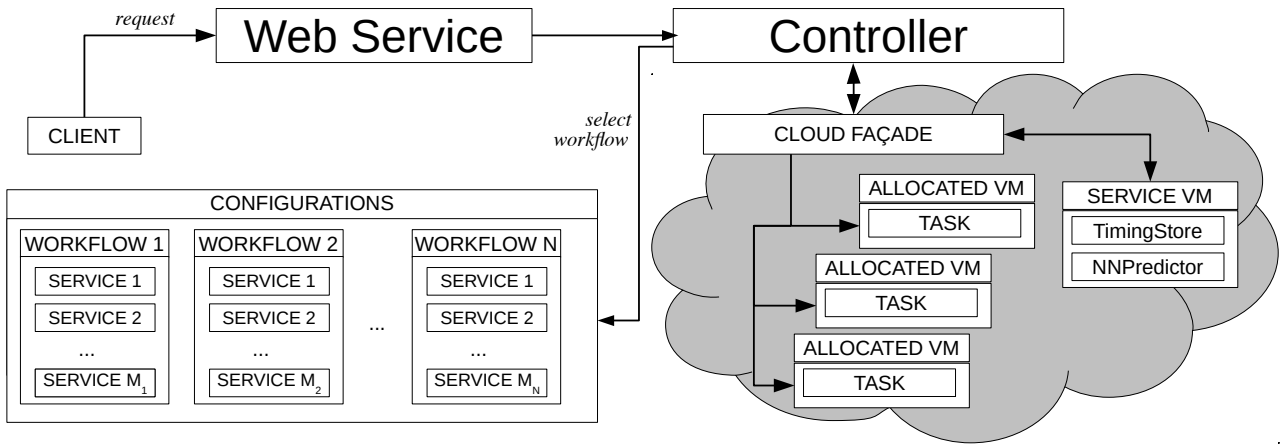 request
Web Service
Controller
CLIENT
select
workflow
CLOUD FAÇADE
CONFIGURATIONS
WORKFLOW 1
SERVICE 1
SERVICE 2
...
SERVICE M1
WORKFLOW 2
SERVICE 1
SERVICE 2
...
SERVICE M2
...
WORKFLOW N
SERVICE 1
SERVICE 2
...
SERVICE MN
ALLOCATED VM
TASK
ALLOCATED VM
TASK
ALLOCATED VM
TASK
SERVICE VM
TimingStore
NNPredictor